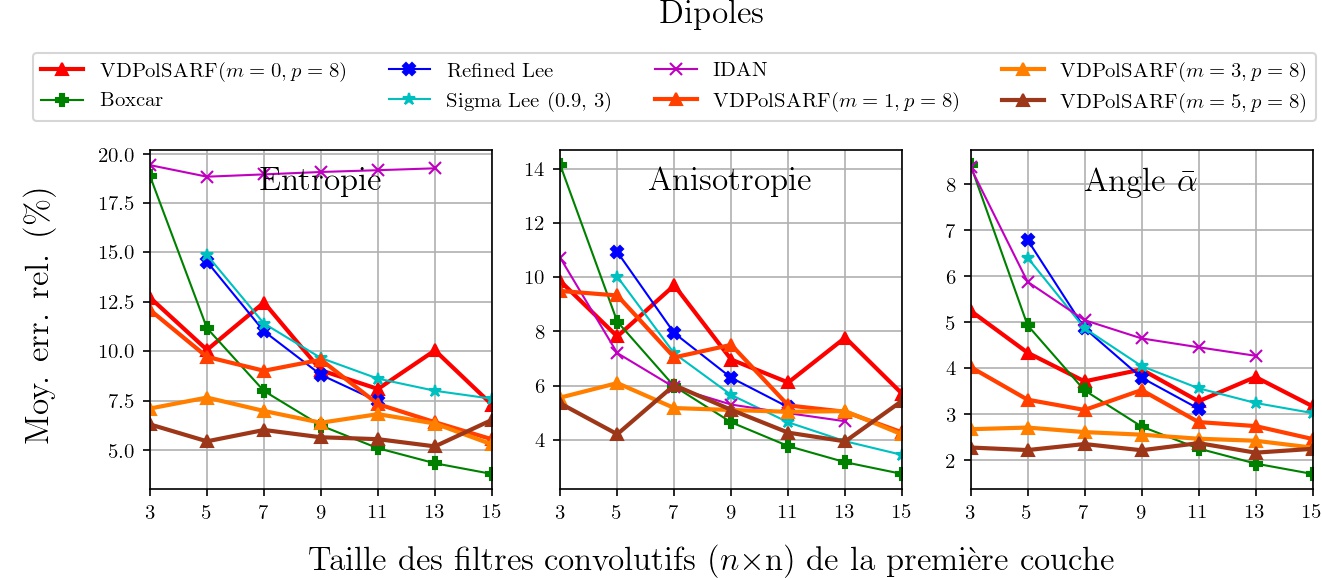 Dipoles
VDPolSARF(m = 0, p = 8) Refined Lee IDAN VDPolSARF(m = 3, p = 8)
Boxcar Sigma Lee (0.9, 3) VDPolSARF(m = 1, p = 8) VDPolSARF(m = 5, p = 8)
Moy. err. rel. (%)
Entropie
20.0
17.5
15.0
12.5
10.0
7.5
5.0
3 5 7 9 11 13 15
Anisotropie
14
12
10
8
6
4
3 5 7 9 11 13 15
Angle ᾱ
8
7
6
5
4
3
2
3 5 7 9 11 13 15
Taille des filtres convolutifs (n×n) de la première couche